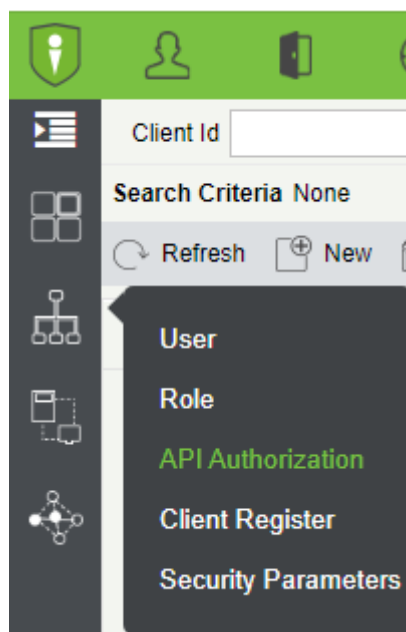 Client Id
Search Criteria None
Refresh New
User
Role
API Authorization
Client Register
Security Parameters